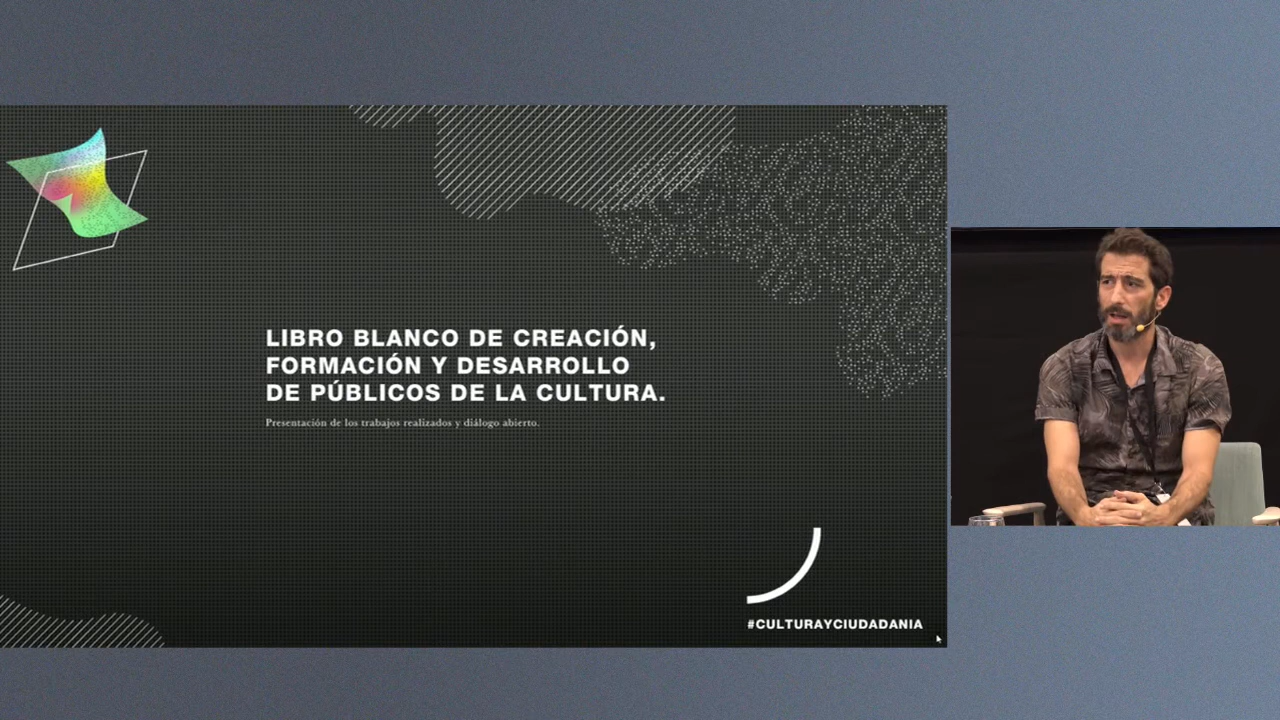 LIBRO BLANCO DE CREACIÓN,
FORMACIÓN Y DESARROLLO
DE PÚBLICOS DE LA CULTURA.
Presentación de los trabajos realizados y diálogo abierto.
#CULTURAYCIUDADANIA